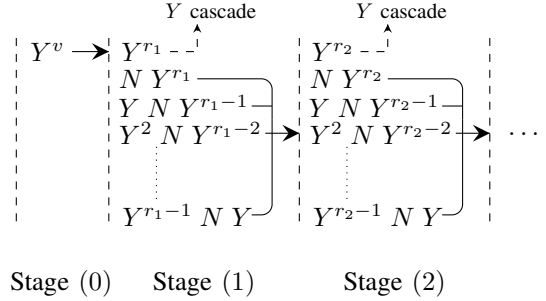 Y cascade Y cascade
Y^v Y^{r_1} Y^{r_2}
N Y^{r_1} N Y^{r_2}
Y N Y^{r_1-1} Y N Y^{r_2-1}
Y^2 N Y^{r_1-2} Y^2 N Y^{r_2-2} ...
Y^{r_1-1} N Y Y^{r_2-1} N Y
Stage (0) Stage (1) Stage (2)